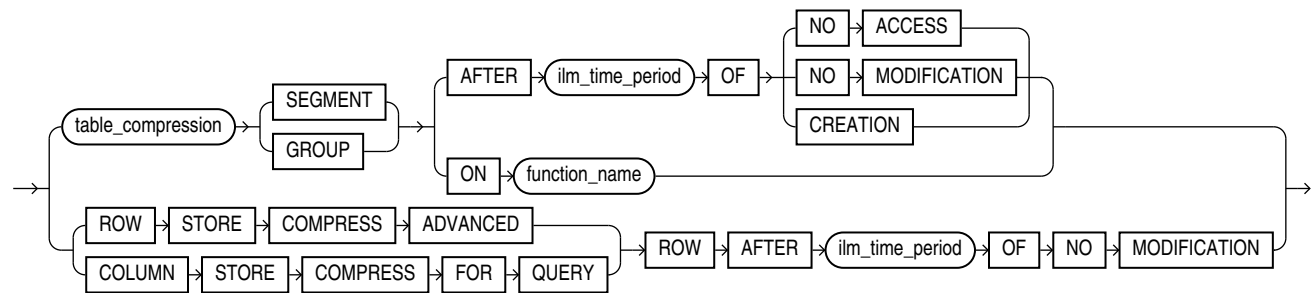 NO ACCESS
AFTER ilm_time_period OF NO MODIFICATION
SEGMENT
table_compression
GROUP
CREATION
ON function_name
ROW STORE COMPRESS ADVANCED
ROW AFTER ilm_time_period OF NO MODIFICATION
COLUMN STORE COMPRESS FOR QUERY